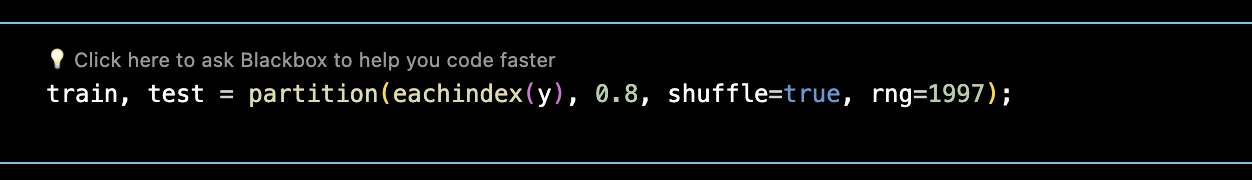 💡 Click here to ask Blackbox to help you code faster
train, test = partition(eachindex(y), 0.8, shuffle=true, rng=1997);